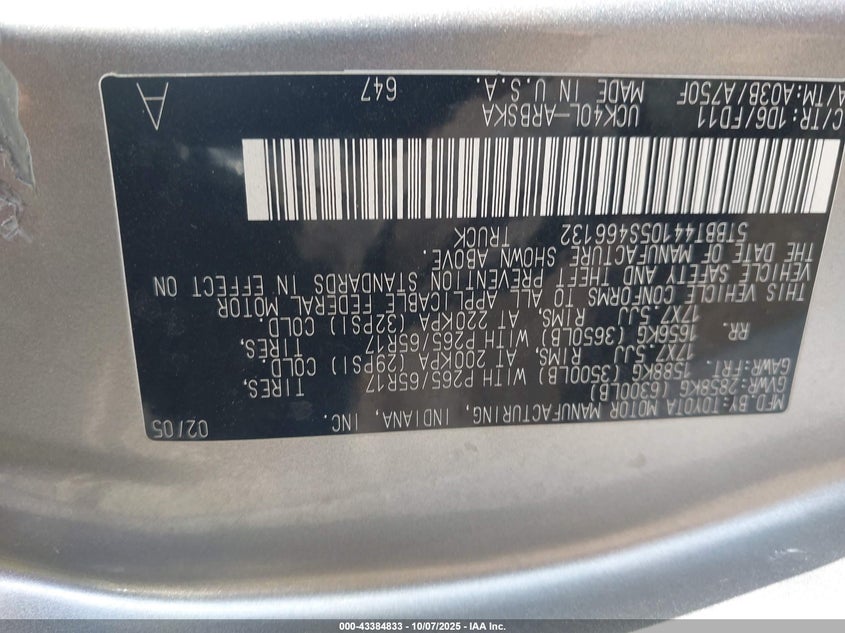 MFD.BY:TOYOTA MOTOR MANUFACTURING, INDIANA, INC. 02/05
GVWR:2858KG(6300LB)
GAWR:FRT. 1588KG (3500LB) WITH P265/65R17 TIRES,
17X7.5JJ RIMS, AT 200KPA (29PSI) COLD.
RR. 1656KG (3650LB) WITH P265/65R17 TIRES,
17X7.5JJ RIMS, AT 220KPA (32PSI) COLD.
THIS VEHICLE CONFORMS TO ALL APPLICABLE FEDERAL MOTOR
VEHICLE SAFETY AND THEFT PREVENTION STANDARDS IN EFFECT ON
THE DATE OF MANUFACTURE SHOWN ABOVE.
5TBBT44105S466132 TRUCK
C/TR:1D6/FD11 UCK40L-ARBSKA
A/TM:A03B/A750F MADE IN U.S.A. 647 A
000-43384833 - 10/07/2025 - IAA Inc.